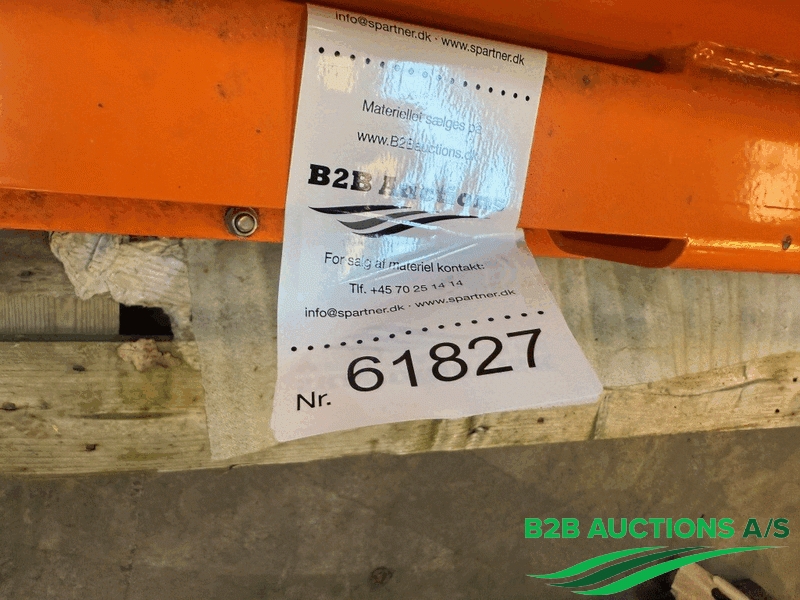 info@spartner.dk · www.spartner.dk
Materiellet sælges på
www.B2Bauctions.dk
B2B Auctions
For salg af materiel kontakt:
Tlf. +45 70 25 14 14
info@spartner.dk · www.spartner.dk
Nr. 61827
B2B AUCTIONS A/S